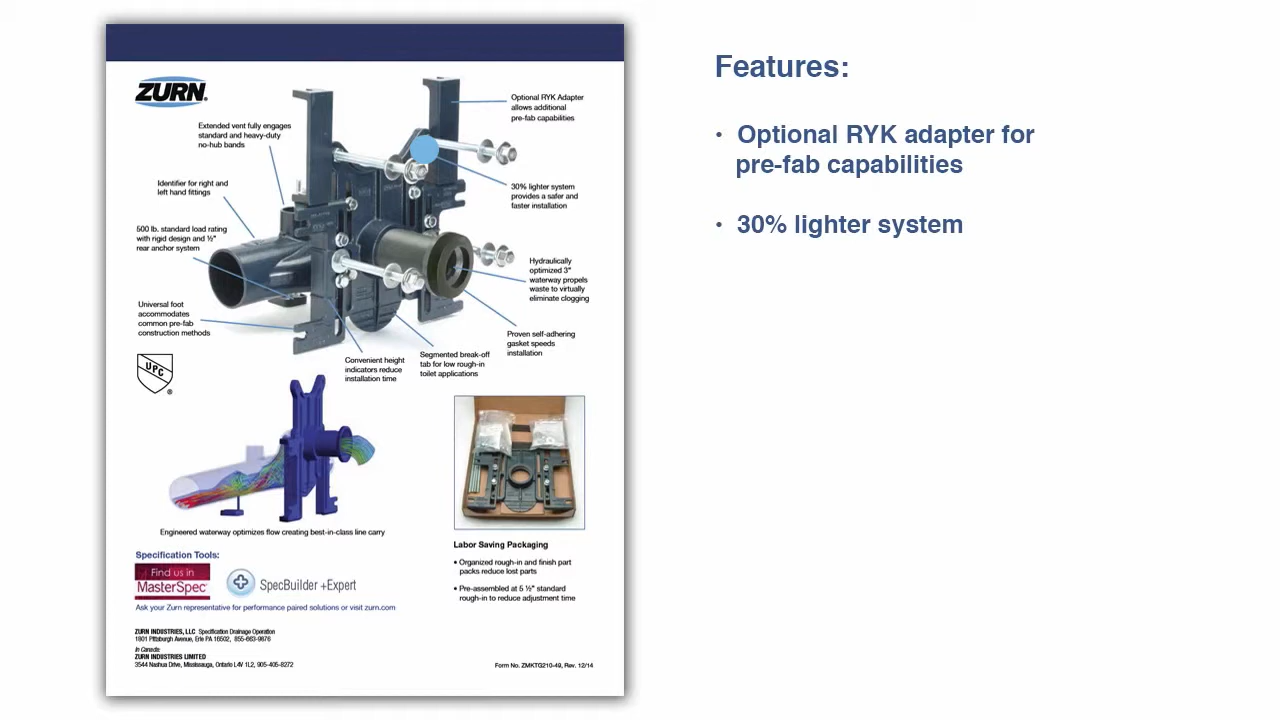 ZURN
Optional RYK Adapter
allows additional
pre-fab capabilities
Extended vent fully engages
standard and heavy-duty
no-hub bands
Identifier for right and
left hand fittings
30% lighter system
provides a safer and
faster installation
500 lb. standard load rating
with rigid design and ½"
rear anchor system
Hydraulically
optimized 3"
waterway propels
waste to virtually
eliminate clogging
Universal foot
accommodates
common pre-fab
construction methods
Proven self-adhering
gasket speeds
installation
Convenient height
indicators reduce
installation time
Segmented break-off
tab for low rough-in
toilet applications
UPC
®
Engineered waterway optimizes flow creating best-in-class line carry
Labor Saving Packaging
• Organized rough-in and finish part
packs reduce lost parts
• Pre-assembled at 5 ½" standard
rough-in to reduce adjustment time
Specification Tools:
Find us in
MasterSpec®
SpecBuilder +Expert
Ask your Zurn representative for performance paired solutions or visit zurn.com
ZURN INDUSTRIES, LLC Specification Drainage Operation
1801 Pittsburgh Avenue, Erie PA 16502, 855-663-9876
In Canada:
ZURN INDUSTRIES LIMITED
3544 Nashua Drive, Mississauga, Ontario L4V 1L2, 905-405-8272
Form No. ZMKTG210-49, Rev. 12/14
Features:
• Optional RYK adapter for
pre-fab capabilities
• 30% lighter system